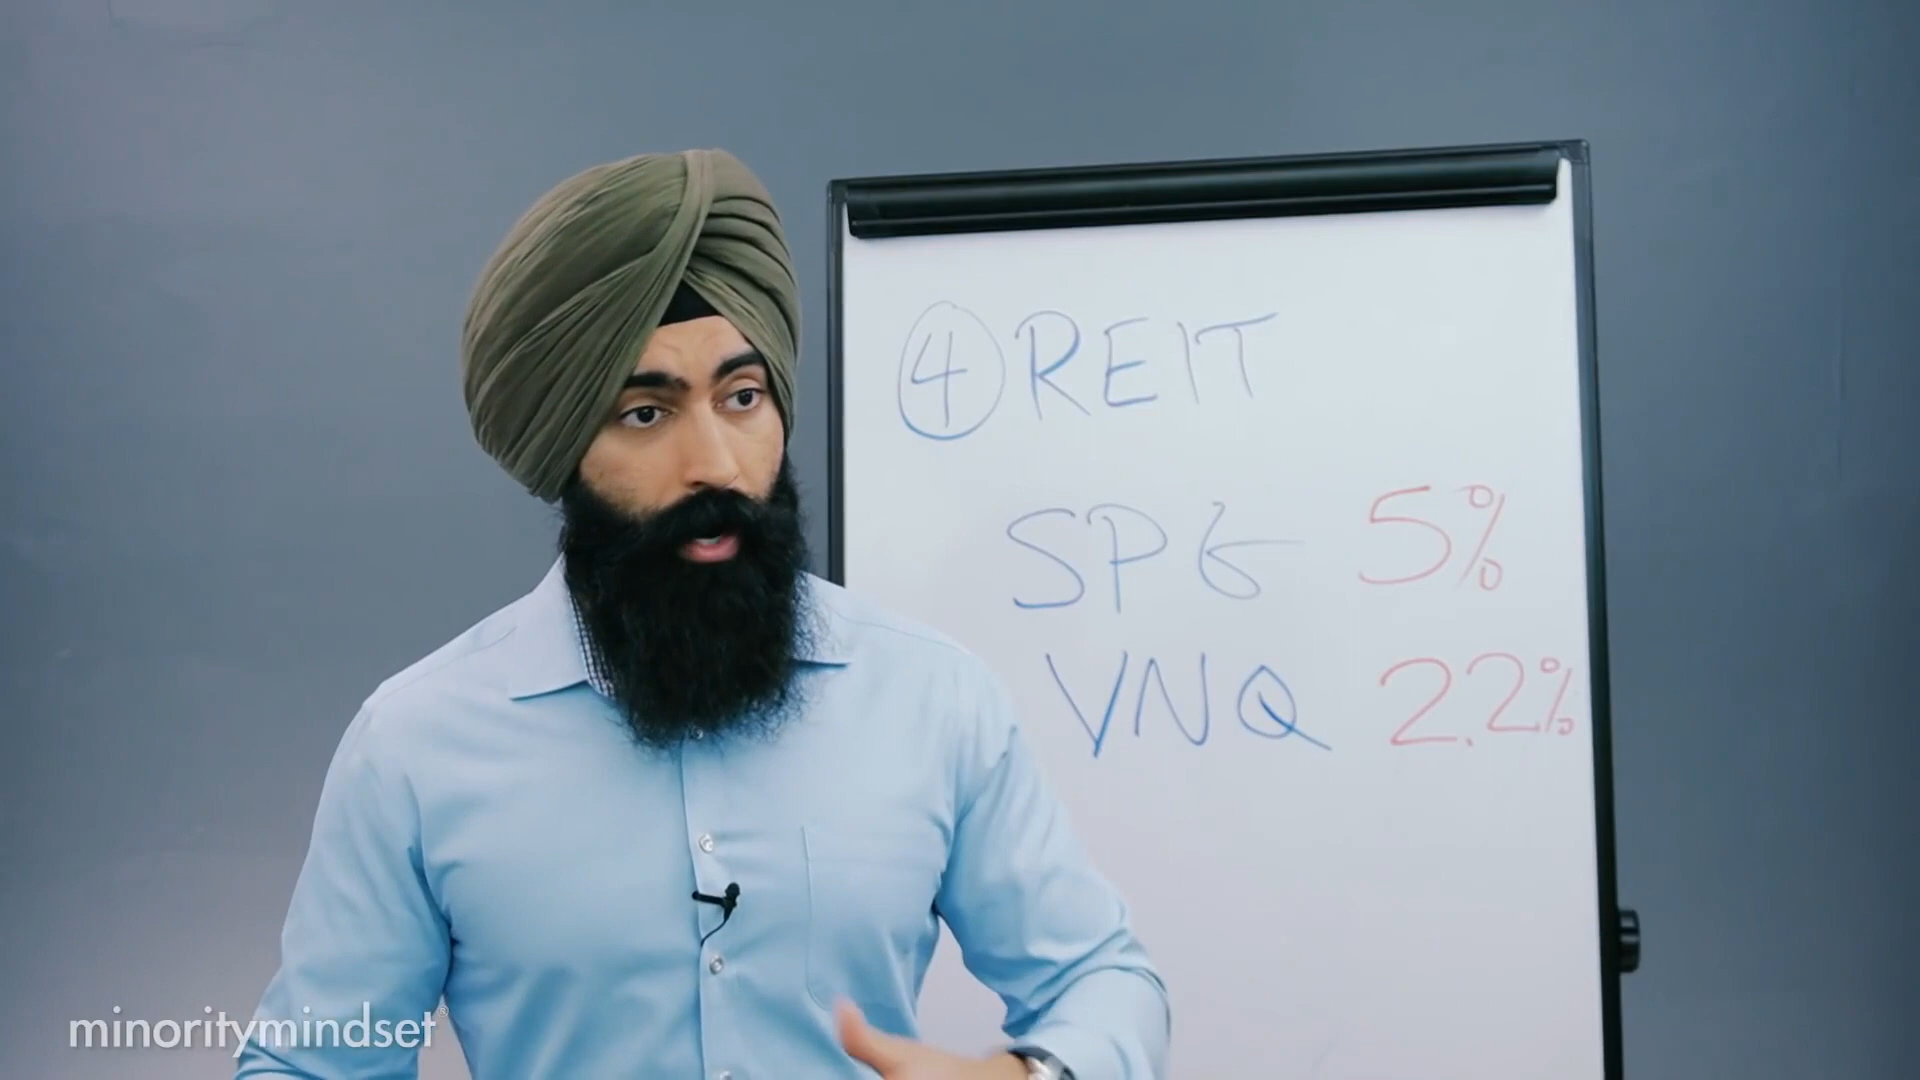 ④ REIT
SPG 5%
VNQ 2.2%
minoritymindset®